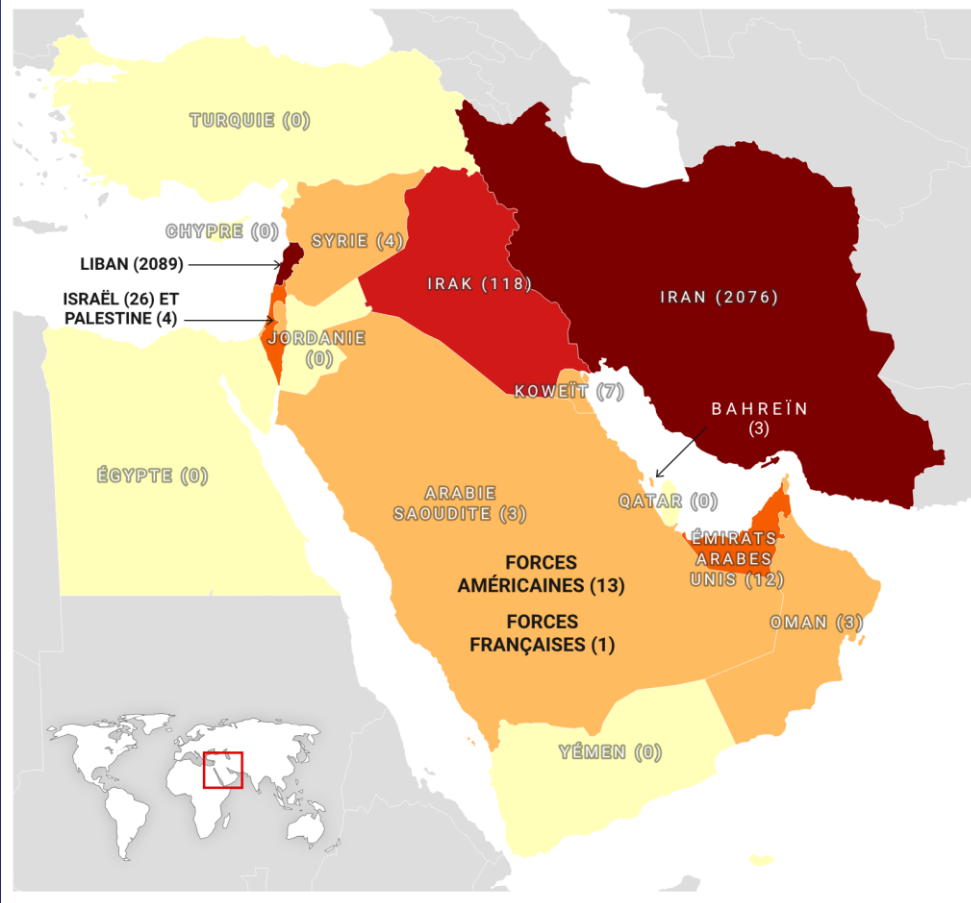 TURQUIE (0)
CHYPRE (0)
SYRIE (4)
LIBAN (2089)
IRAK (118)
IRAN (2076)
ISRAËL (26) ET
PALESTINE (4)
JORDANIE
(0)
KOWEÏT (7)
BAHREÏN
(3)
ÉGYPTE (0)
ARABIE
SAOUDITE (3)
QATAR (0)
ÉMIRATS
ARABES
UNIS (12)
FORCES
AMÉRICAINES (13)
FORCES
FRANÇAISES (1)
OMAN (3)
YÉMEN (0)